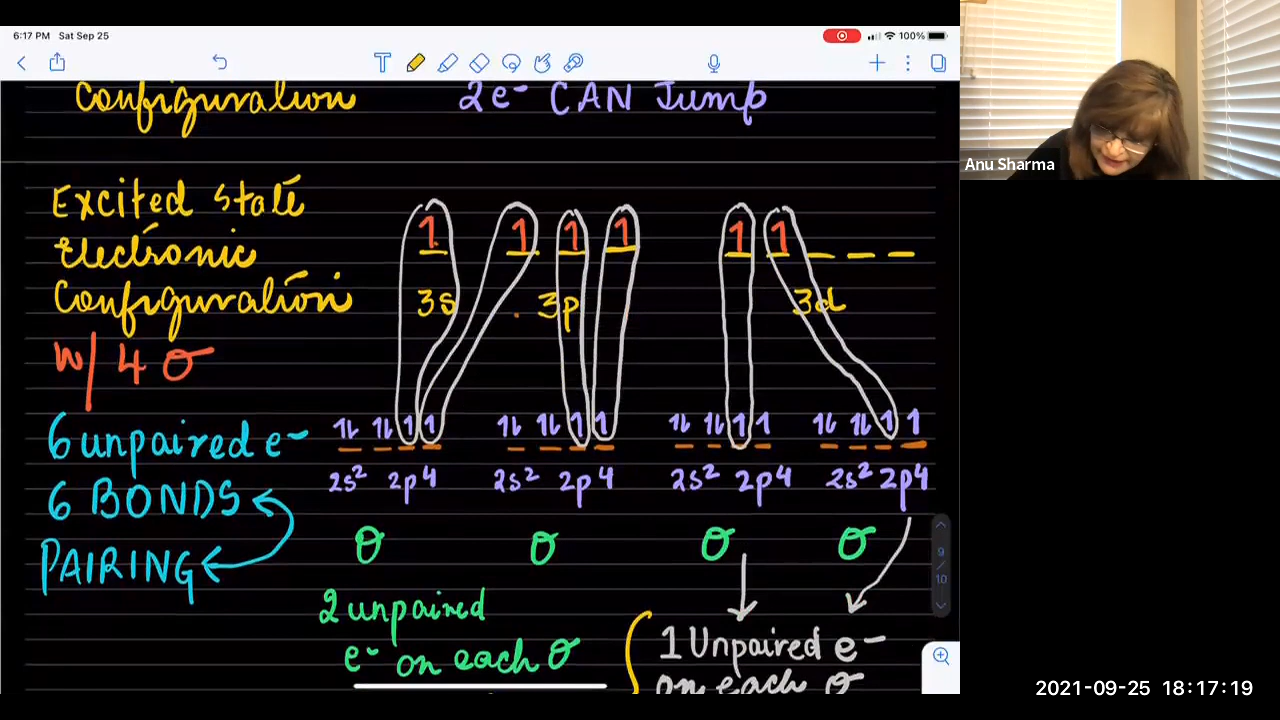 6:17 PM Sat Sep 25
100%
Configuration 2e- CAN Jump
Excited State
Electronic
Configuration
3s 3p 3d
W/ 4 O
6 unpaired e-
6 BONDS
PAIRING
1 1 1 1 1 1
1L 1L 1 1 1L 1L 1 1 1L 1L 1 1 1L 1L 1 1
2s² 2p4 2s² 2p4 2s² 2p4 2s² 2p4
O O O O
2 unpaired
e- on each O
1 Unpaired e-
on each O
9
/
10
Anu Sharma
2021-09-25 18:17:19